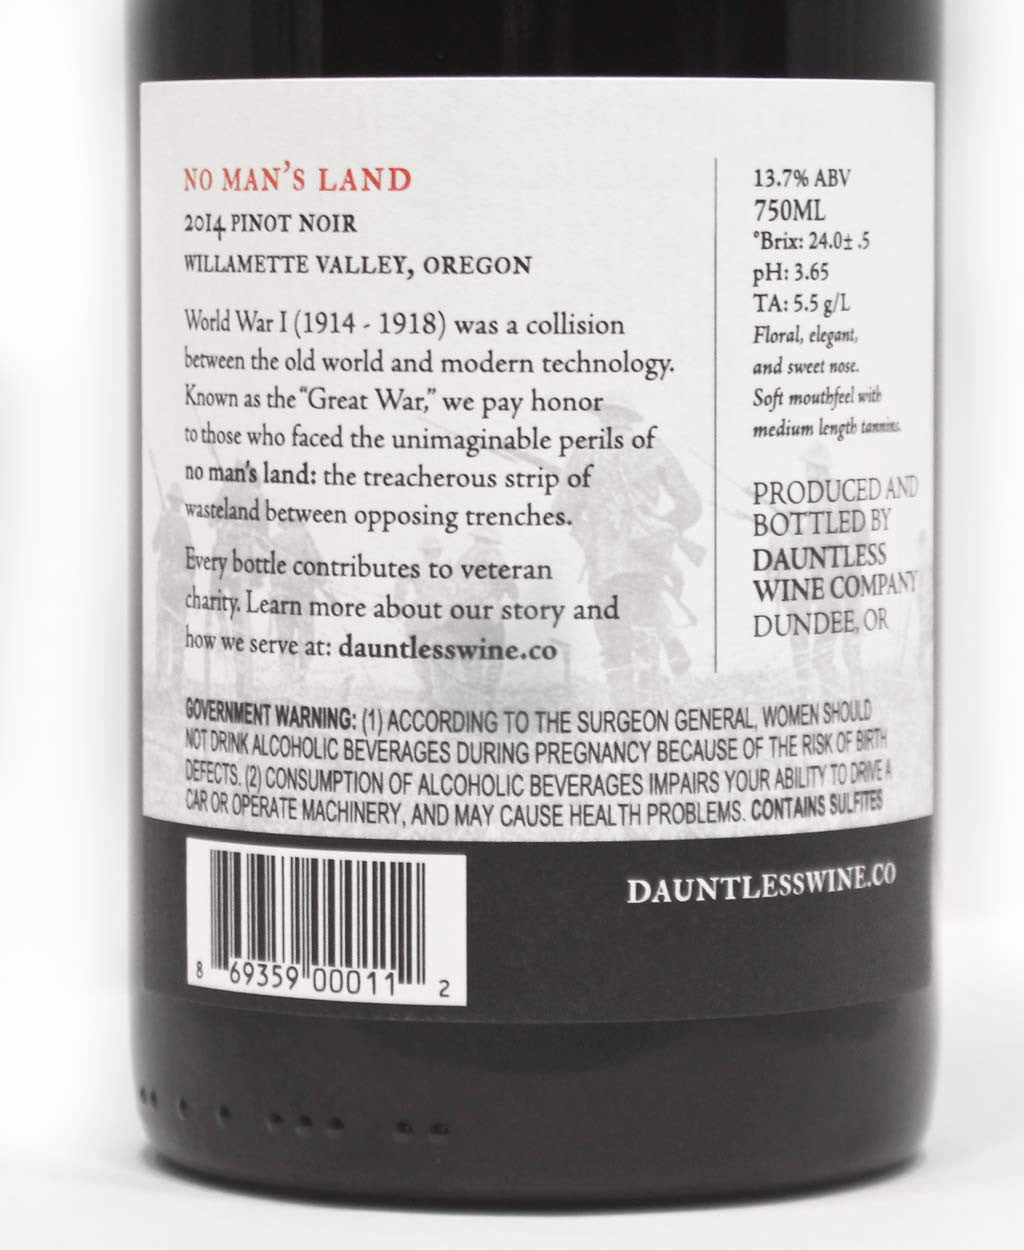 NO MAN'S LAND
2014 PINOT NOIR
WILLAMETTE VALLEY, OREGON
World War I (1914 - 1918) was a collision
between the old world and modern technology.
Known as the "Great War," we pay honor
to those who faced the unimaginable perils of
no man's land: the treacherous strip of
wasteland between opposing trenches.
Every bottle contributes to veteran
charity. Learn more about our story and
how we serve at: dauntlesswine.co
13.7% ABV
750ML
°Brix: 24.0± .5
pH: 3.65
TA: 5.5 g/L
Floral, elegant,
and sweet nose.
Soft mouthfeel with
medium length tannins.
PRODUCED AND
BOTTLED BY
DAUNTLESS
WINE COMPANY
DUNDEE, OR
GOVERNMENT WARNING: (1) ACCORDING TO THE SURGEON GENERAL, WOMEN SHOULD
NOT DRINK ALCOHOLIC BEVERAGES DURING PREGNANCY BECAUSE OF THE RISK OF BIRTH
DEFECTS. (2) CONSUMPTION OF ALCOHOLIC BEVERAGES IMPAIRS YOUR ABILITY TO DRIVE A
CAR OR OPERATE MACHINERY, AND MAY CAUSE HEALTH PROBLEMS. CONTAINS SULFITES
DAUNTLESSWINE.CO
8 69359 00011 2